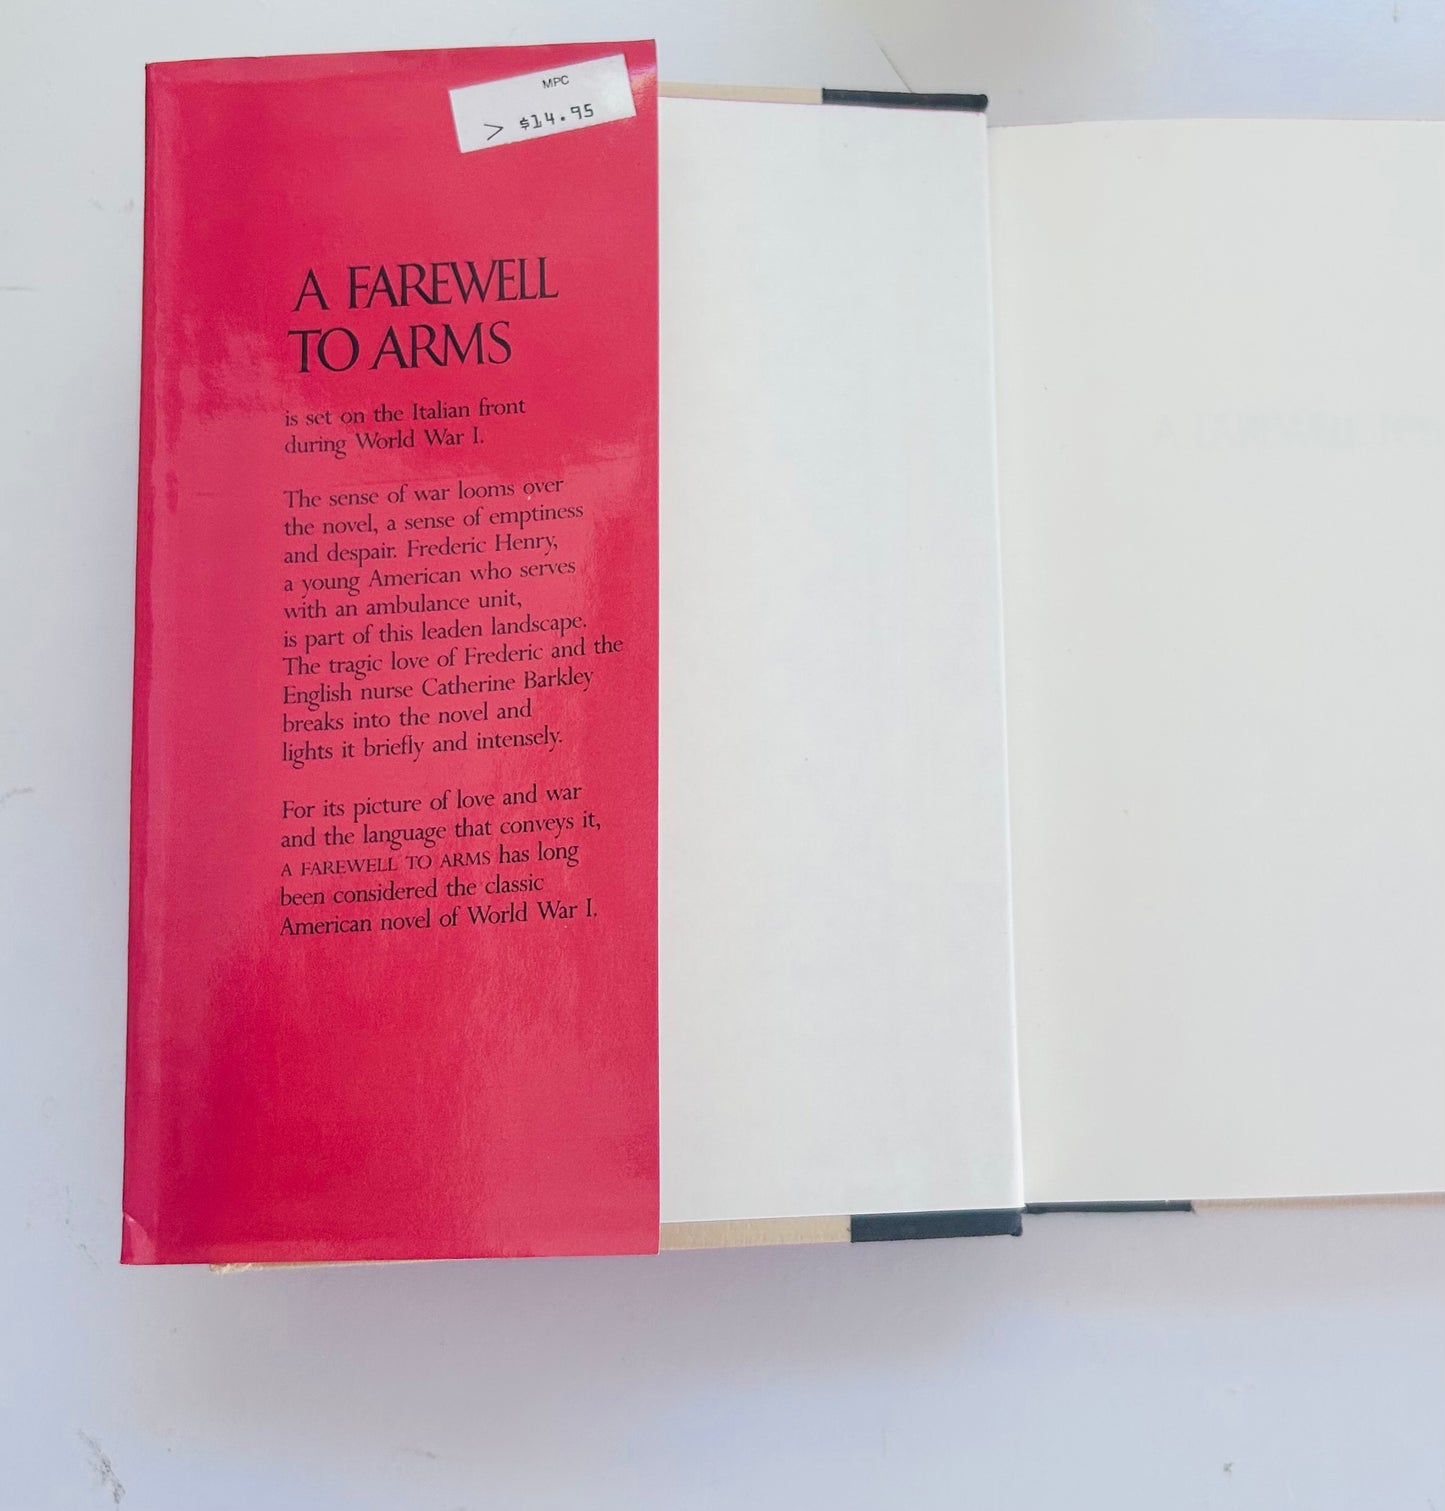 MPC
> $14.95
A FAREWELL
TO ARMS
is set on the Italian front
during World War I.
The sense of war looms over
the novel, a sense of emptiness
and despair. Frederic Henry,
a young American who serves
with an ambulance unit,
is part of this leaden landscape.
The tragic love of Frederic and the
English nurse Catherine Barkley
breaks into the novel and
lights it briefly and intensely.
For its picture of love and war
and the language that conveys it,
A FAREWELL TO ARMS has long
been considered the classic
American novel of World War I.